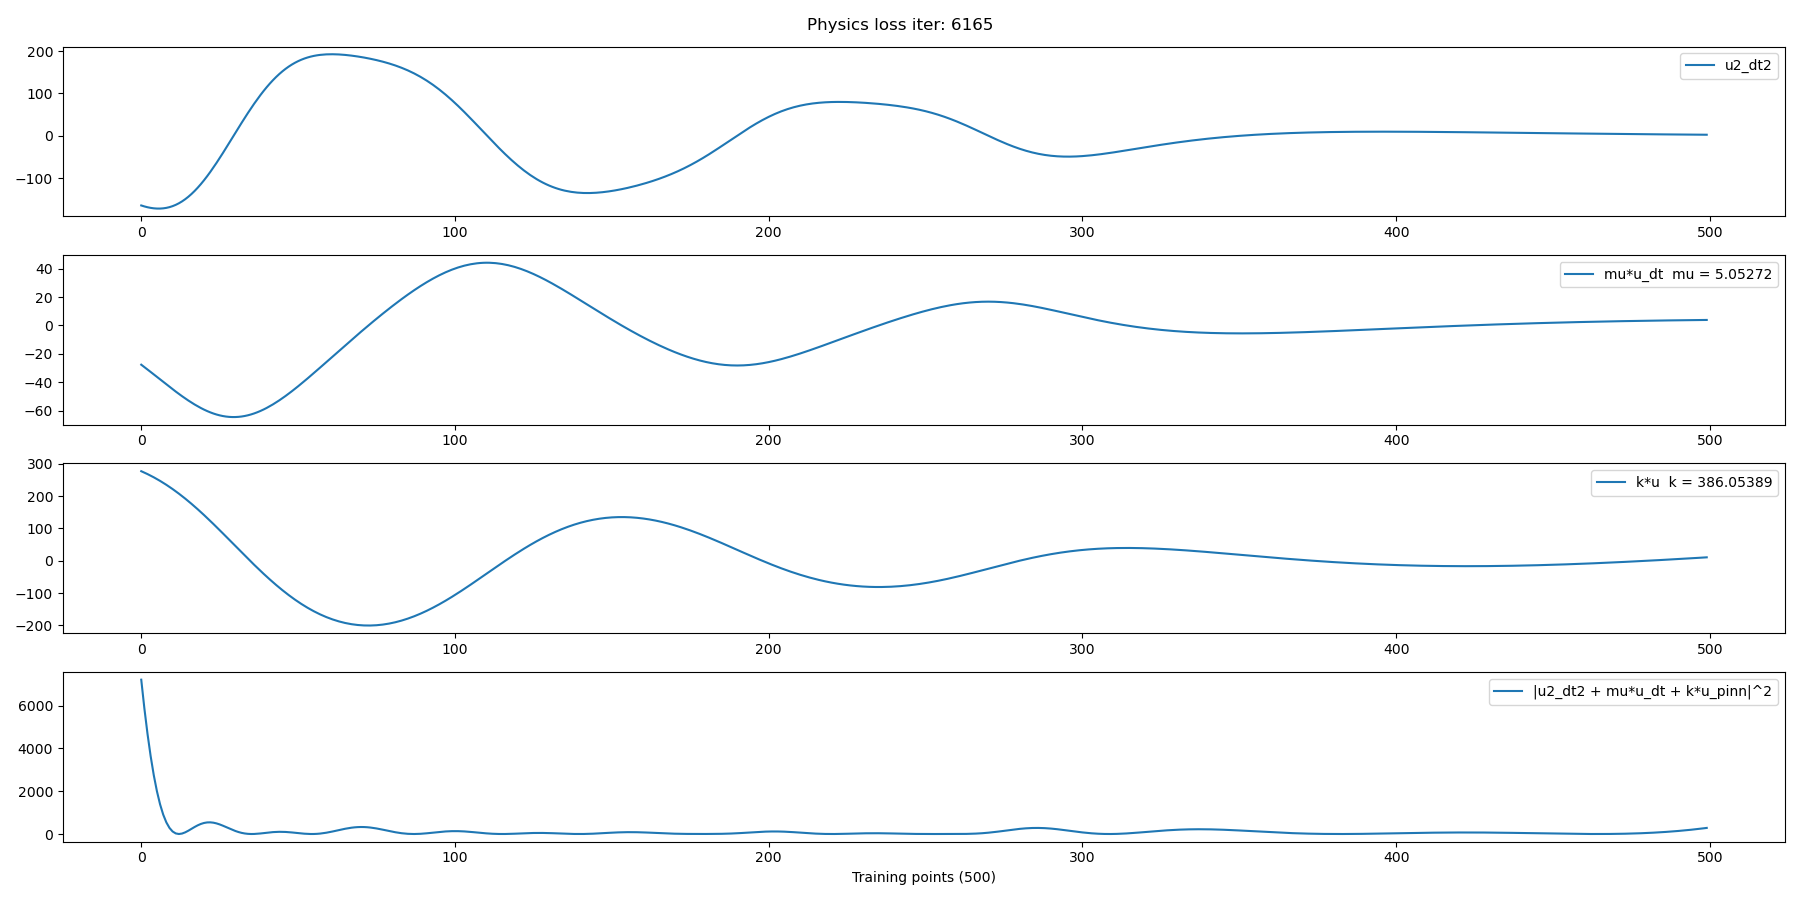 Physics loss iter: 6165
200
100
0
−100
u2_dt2
0 100 200 300 400 500
40
20
0
−20
−40
−60
mu*u_dt  mu = 5.05272
0 100 200 300 400 500
300
200
100
0
−100
−200
k*u  k = 386.05389
0 100 200 300 400 500
6000
4000
2000
0
|u2_dt2 + mu*u_dt + k*u_pinn|^2
0 100 200 300 400 500
Training points (500)